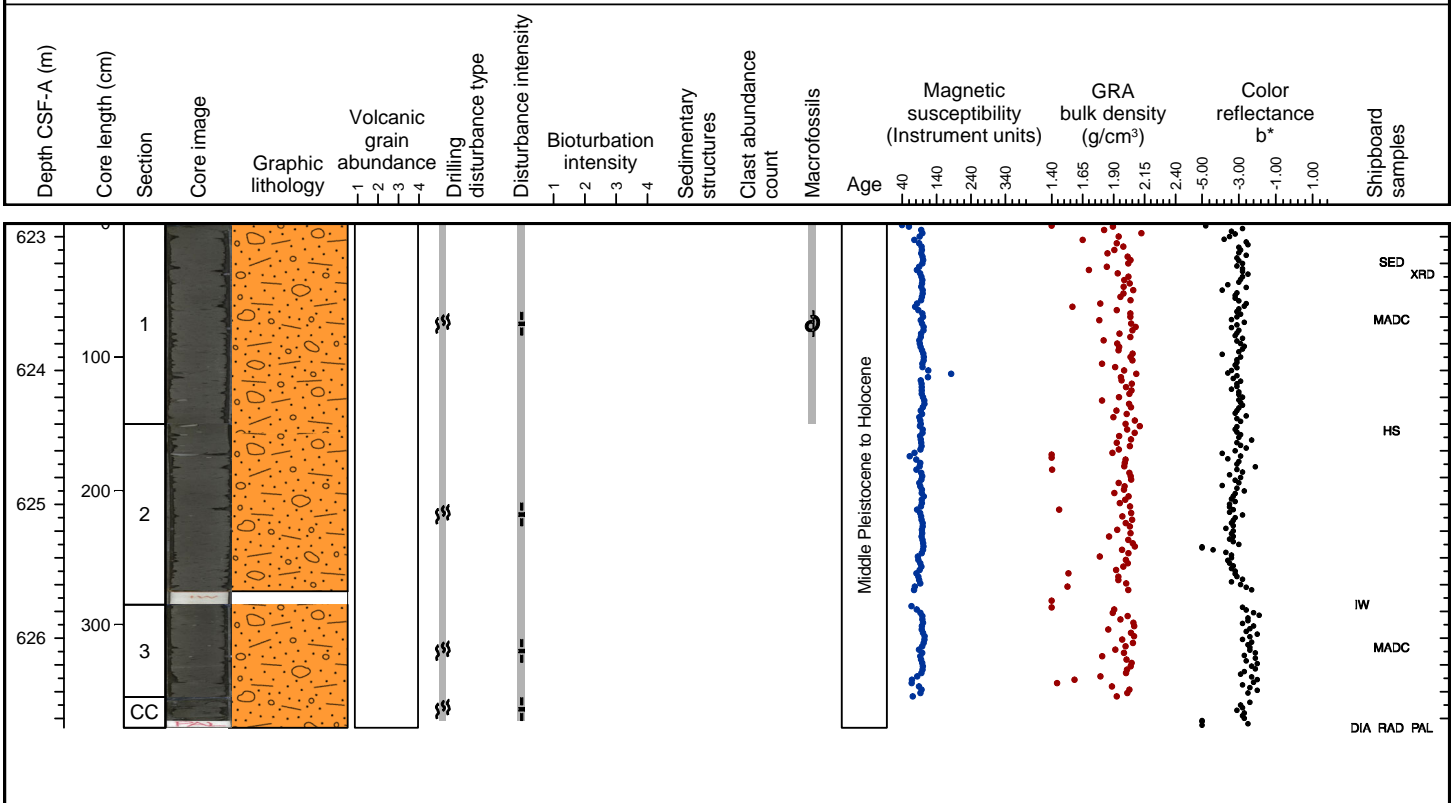 Depth CSF-A (m)
Core length (cm)
Section
Core image
Graphic
lithology
Volcanic
grain
abundance
1 2 3 4
Drilling
disturbance type
Disturbance intensity
Bioturbation
intensity
1 2 3 4
Sedimentary
structures
Clast abundance
count
Macrofossils
Age
Magnetic
susceptibility
(Instrument units)
40 140 240 340
GRA
bulk density
(g/cm³)
1.40 1.65 1.90 2.15 2.40
Color
reflectance
b*
-5.00 -3.00 -1.00 1.00
Shipboard
samples
623
624
625
626
0
100
200
300
1
2
3
CC
Middle Pleistocene to Holocene
SED
XRD
MADC
HS
IW
MADC
DIA RAD PAL